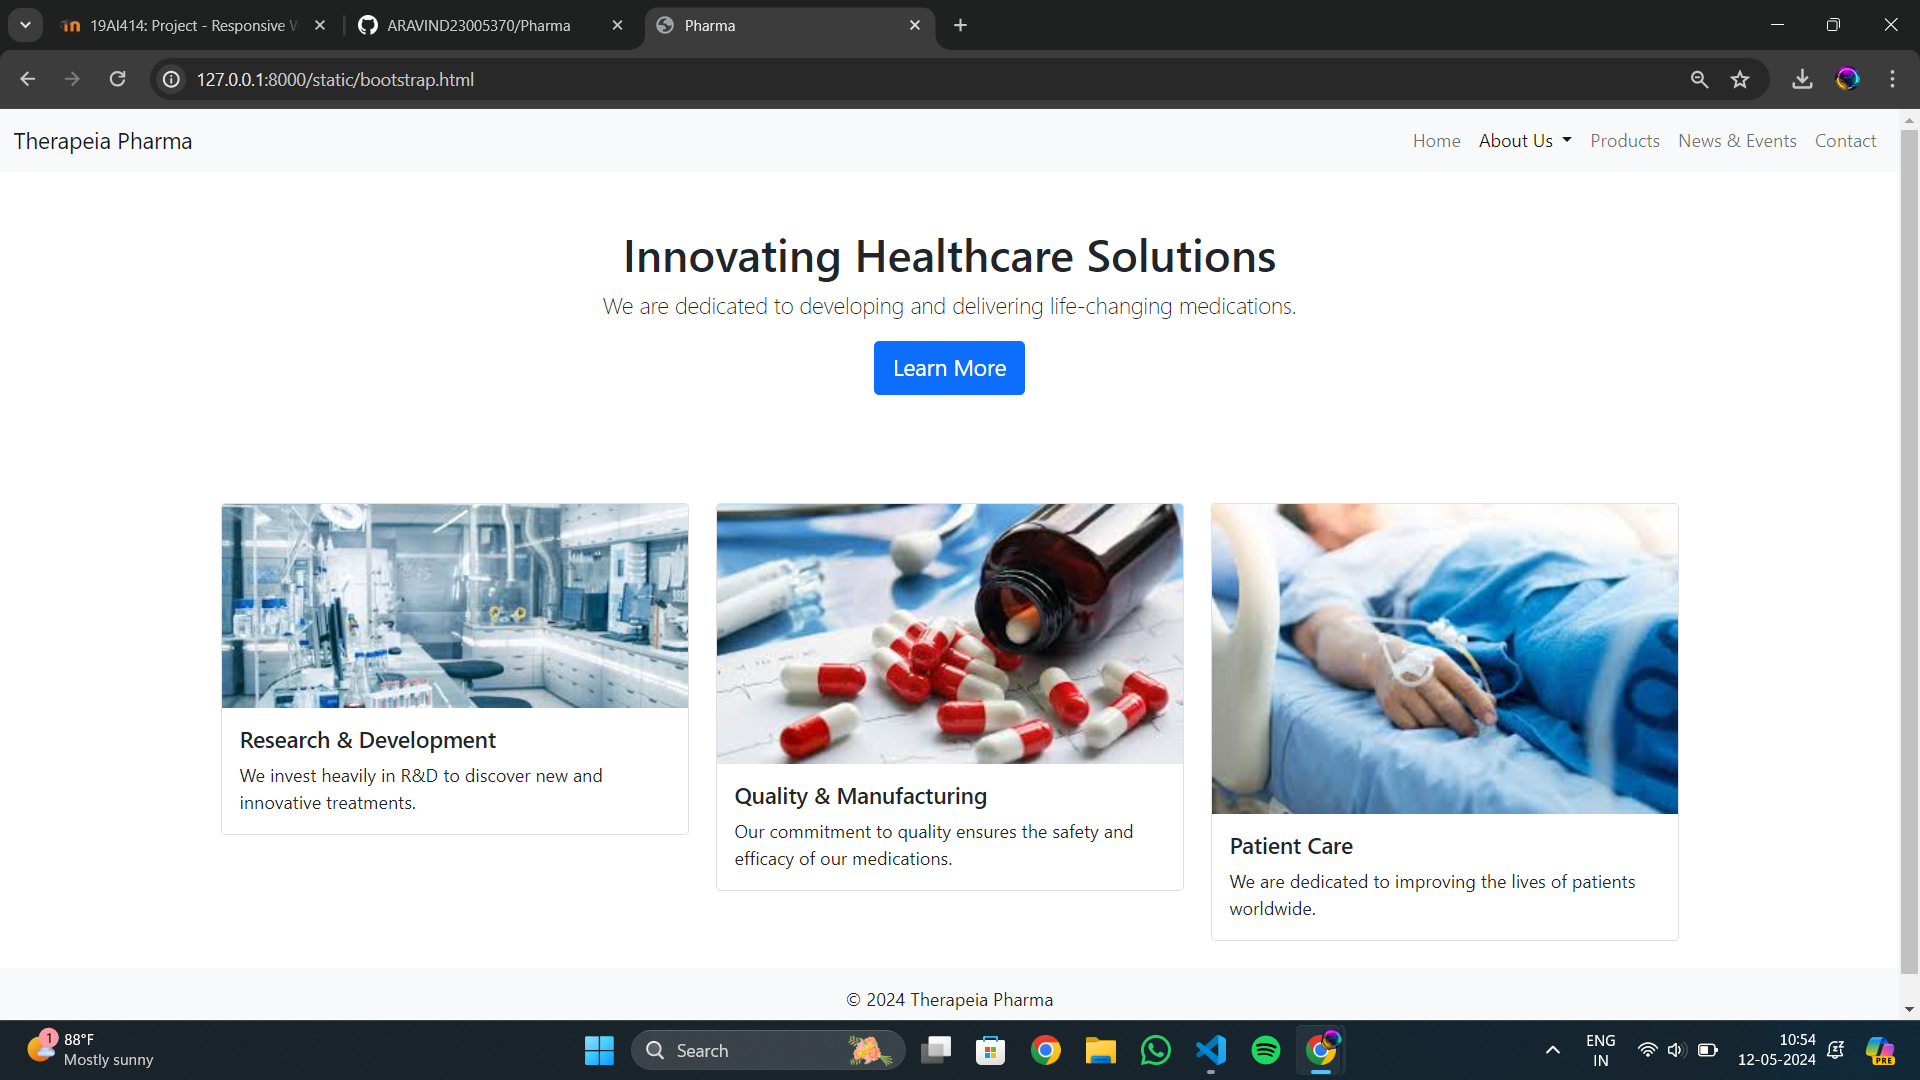 19AI414: Project - Responsive W
ARAVIND23005370/Pharma
Pharma
127.0.0.1:8000/static/bootstrap.html
Therapeia Pharma
Home
About Us
Products
News & Events
Contact
Innovating Healthcare Solutions
We are dedicated to developing and delivering life-changing medications.
Learn More
Research & Development
We invest heavily in R&D to discover new and
innovative treatments.
Quality & Manufacturing
Our commitment to quality ensures the safety and
efficacy of our medications.
Patient Care
We are dedicated to improving the lives of patients
worldwide.
© 2024 Therapeia Pharma
1
88°F
Mostly sunny
Search
ENG
IN
10:54
12-05-2024
PRE